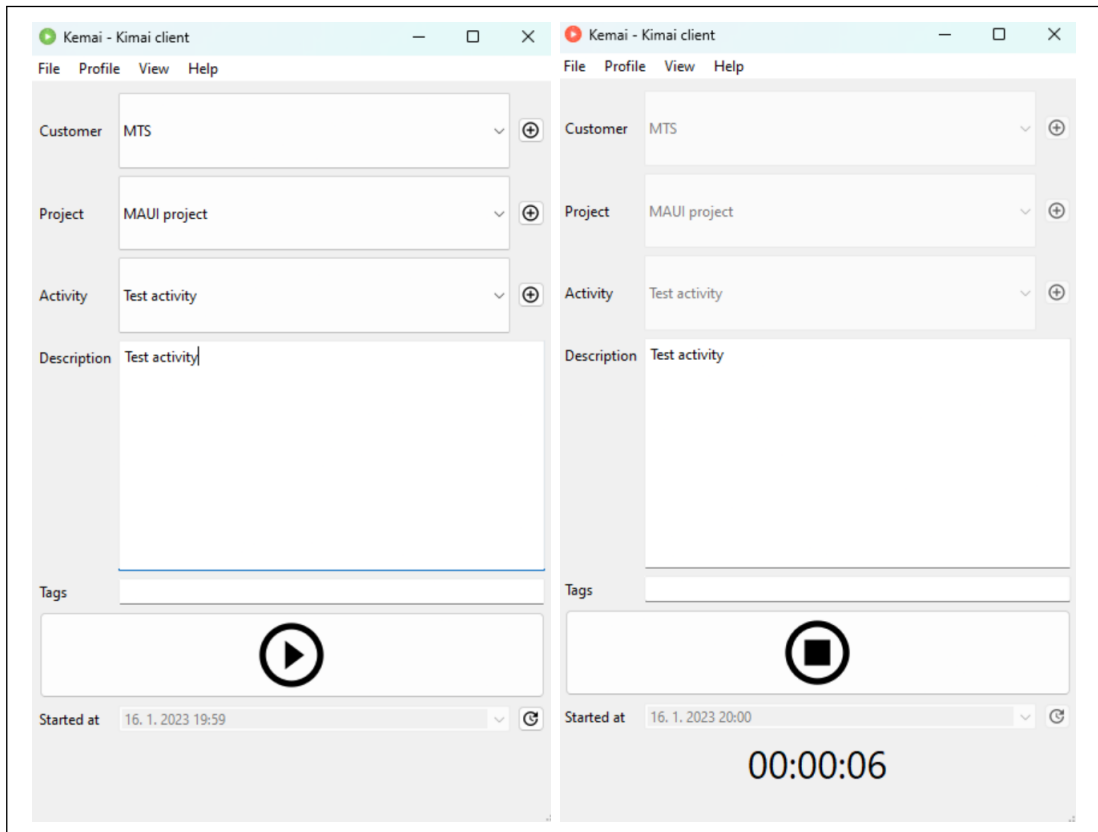 Kemai - Kimai client
File Profile View Help
Customer MTS
Project MAUI project
Activity Test activity
Description Test activity
Tags
Started at 16. 1. 2023 19:59
Kemai - Kimai client
File Profile View Help
Customer MTS
Project MAUI project
Activity Test activity
Description Test activity
Tags
Started at 16. 1. 2023 20:00
00:00:06